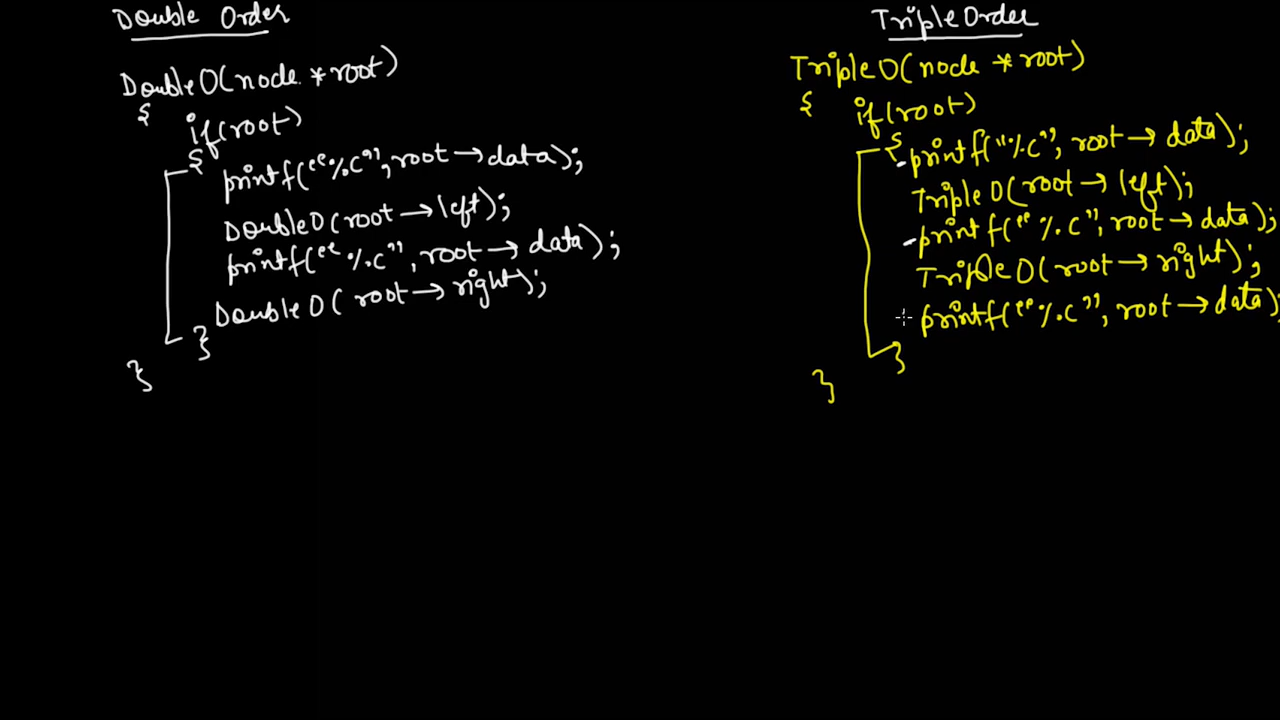 Double Order
DoubleO(node *root)
{
if(root)
{
printf("%c", root→data);
DoubleO(root→left);
printf("%c", root→data);
DoubleO(root→right);
}
}
TripleOrder
TripleO(node *root)
{
if(root)
{
printf("%c", root→data);
TripleO(root→left);
printf("%c", root→data);
TripleO(root→right);
printf("%c", root→data);
}
}